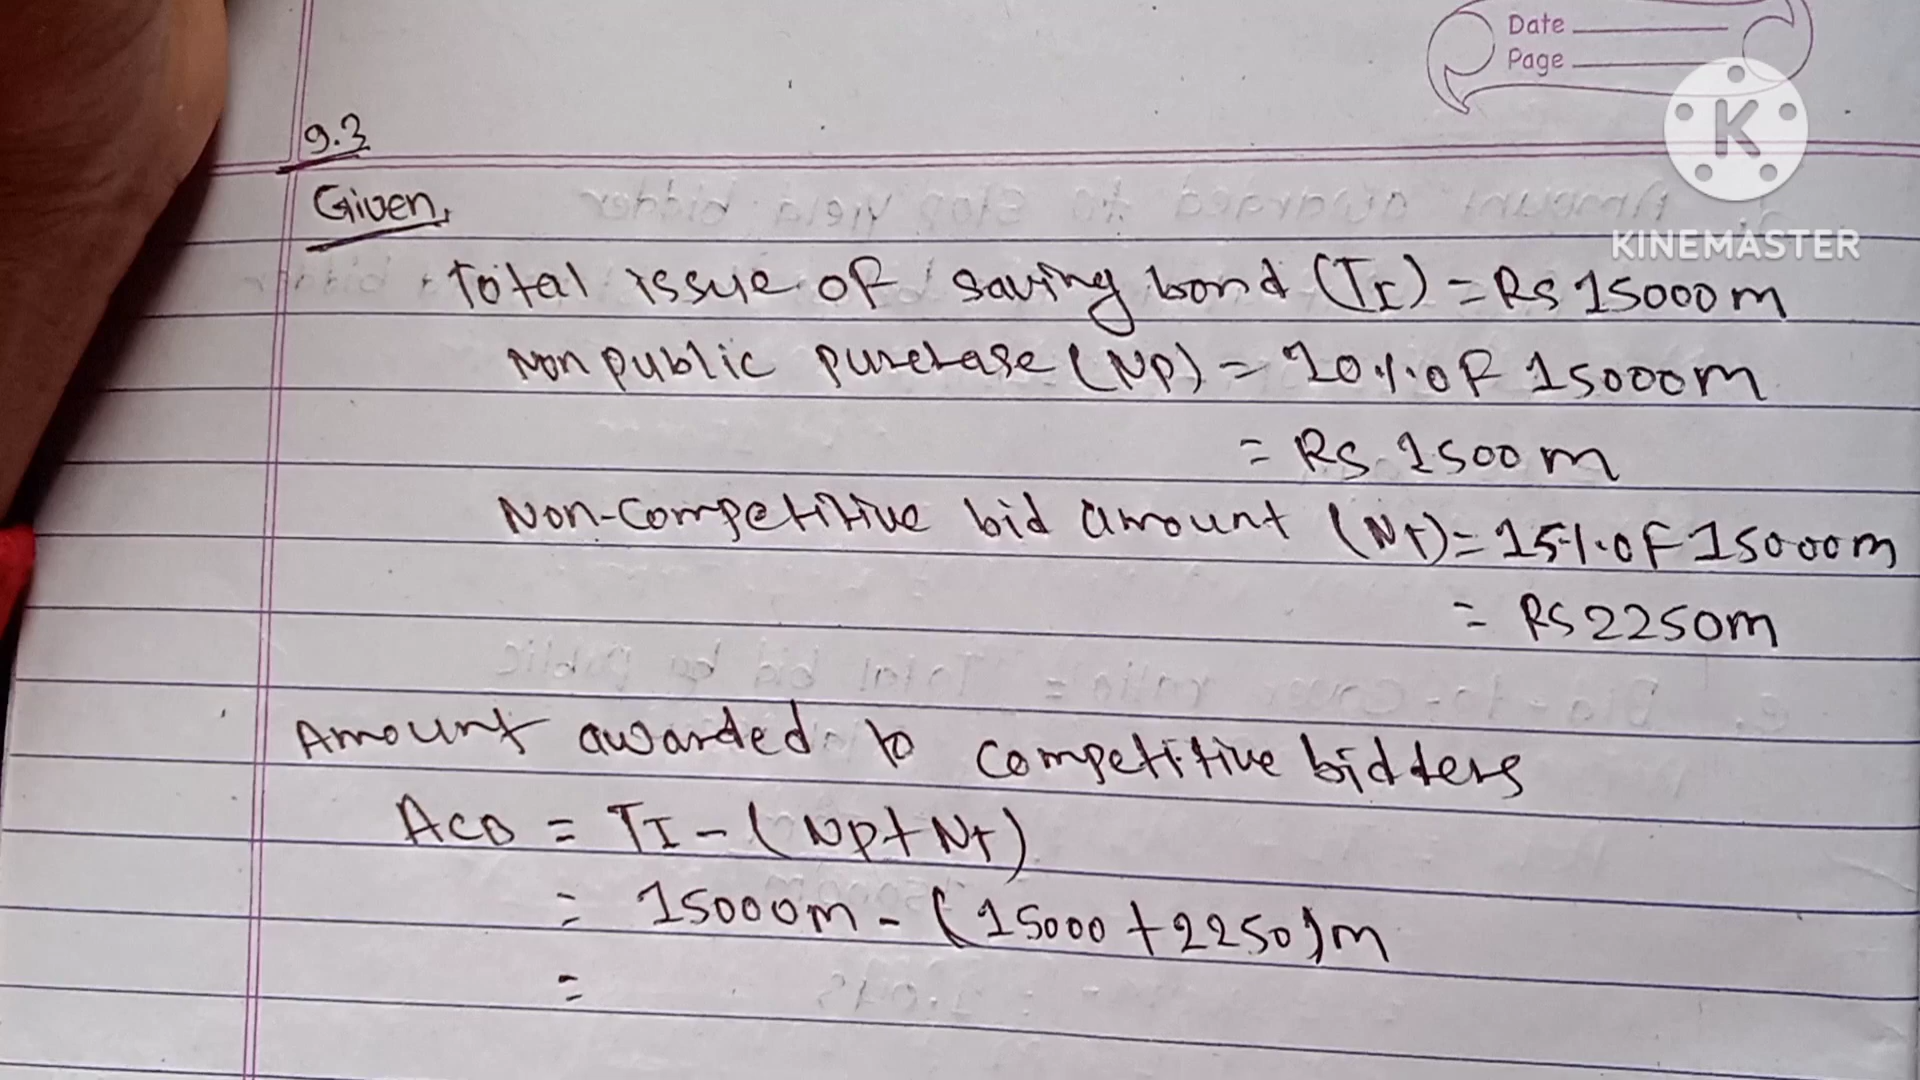 Date
Page
K
KINEMASTER
9.3
Given,
Total issue of saving bond (TI) = Rs 15000m
Non public purchase (NP) = 10% of 15000m
= Rs 1500m
Non-Competitive bid amount (NT) = 15% of 15000m
= RS 2250m
Amount awarded to Competitive bidders
ACB = TI - (NP + NT)
= 15000m - (15000 + 2250)m
=